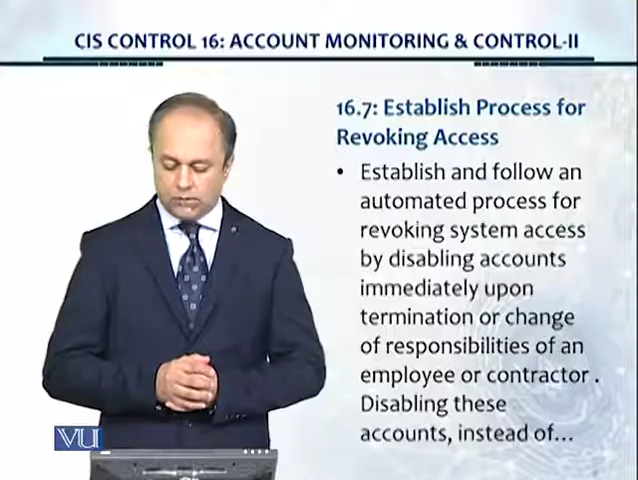 CIS CONTROL 16: ACCOUNT MONITORING & CONTROL-II
16.7: Establish Process for
Revoking Access
• Establish and follow an
automated process for
revoking system access
by disabling accounts
immediately upon
termination or change
of responsibilities of an
employee or contractor .
Disabling these
accounts, instead of...
VU